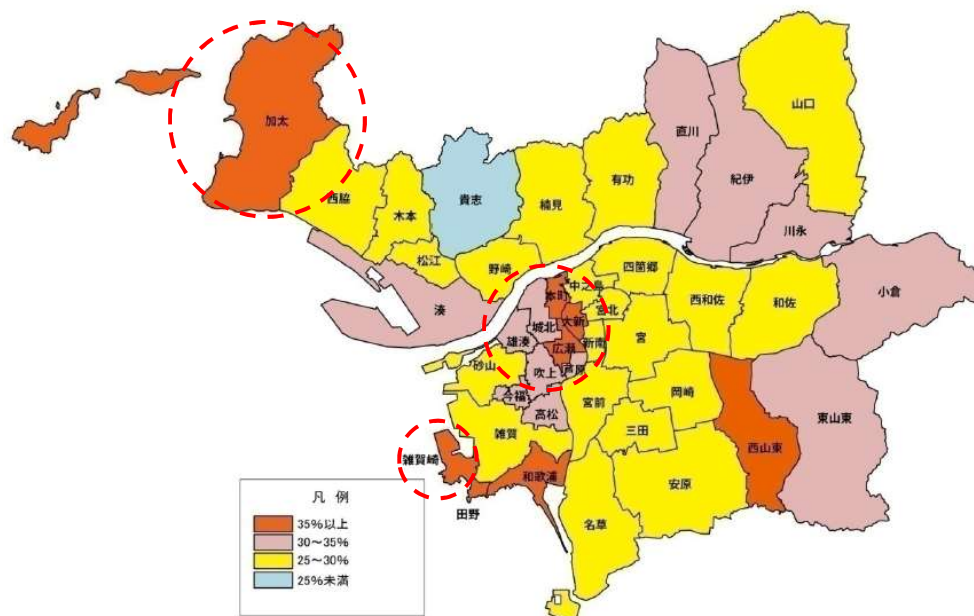 加太
山口
直川
紀伊
有功
貴志
楠見
西脇
木本
川永
松江
野崎
四箇郷
中之島
本町
宮北
西和佐
和佐
小倉
湊
大新
城北
雄湊
広瀬
新南
宮
砂山
吹上
芦原
今福
高松
宮前
岡崎
三田
東山東
西山東
雑賀
雑賀崎
和歌浦
田野
名草
安原
凡 例
35%以上
30～35%
25～30%
25%未満